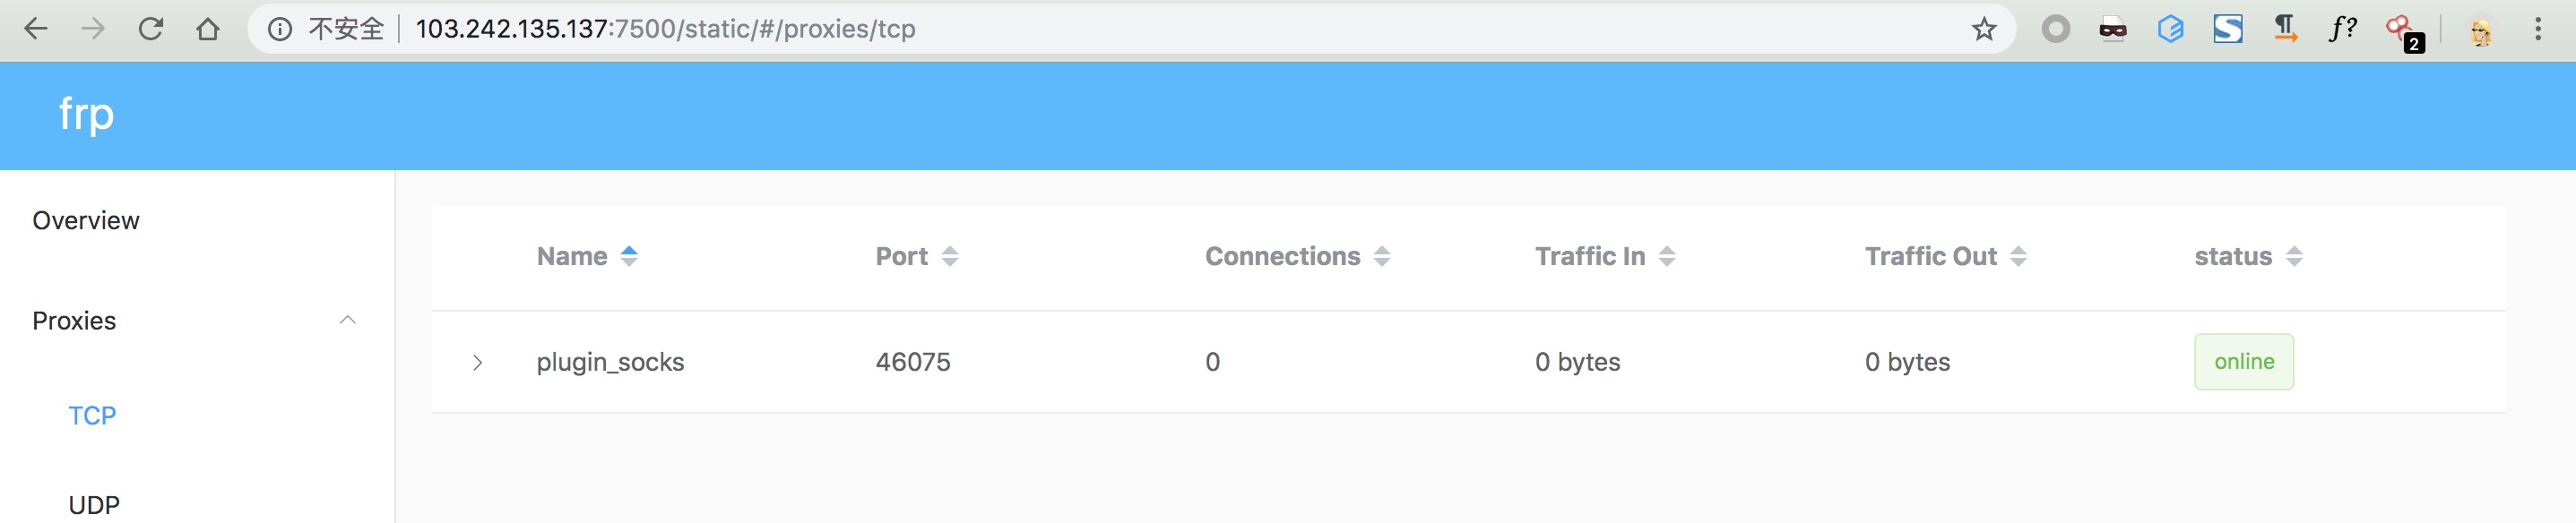 不安全 103.242.135.137:7500/static/#/proxies/tcp f? 2
frp
Overview
Name Port Connections Traffic In Traffic Out status
Proxies
plugin_socks 46075 0 0 bytes 0 bytes online
TCP
UDP